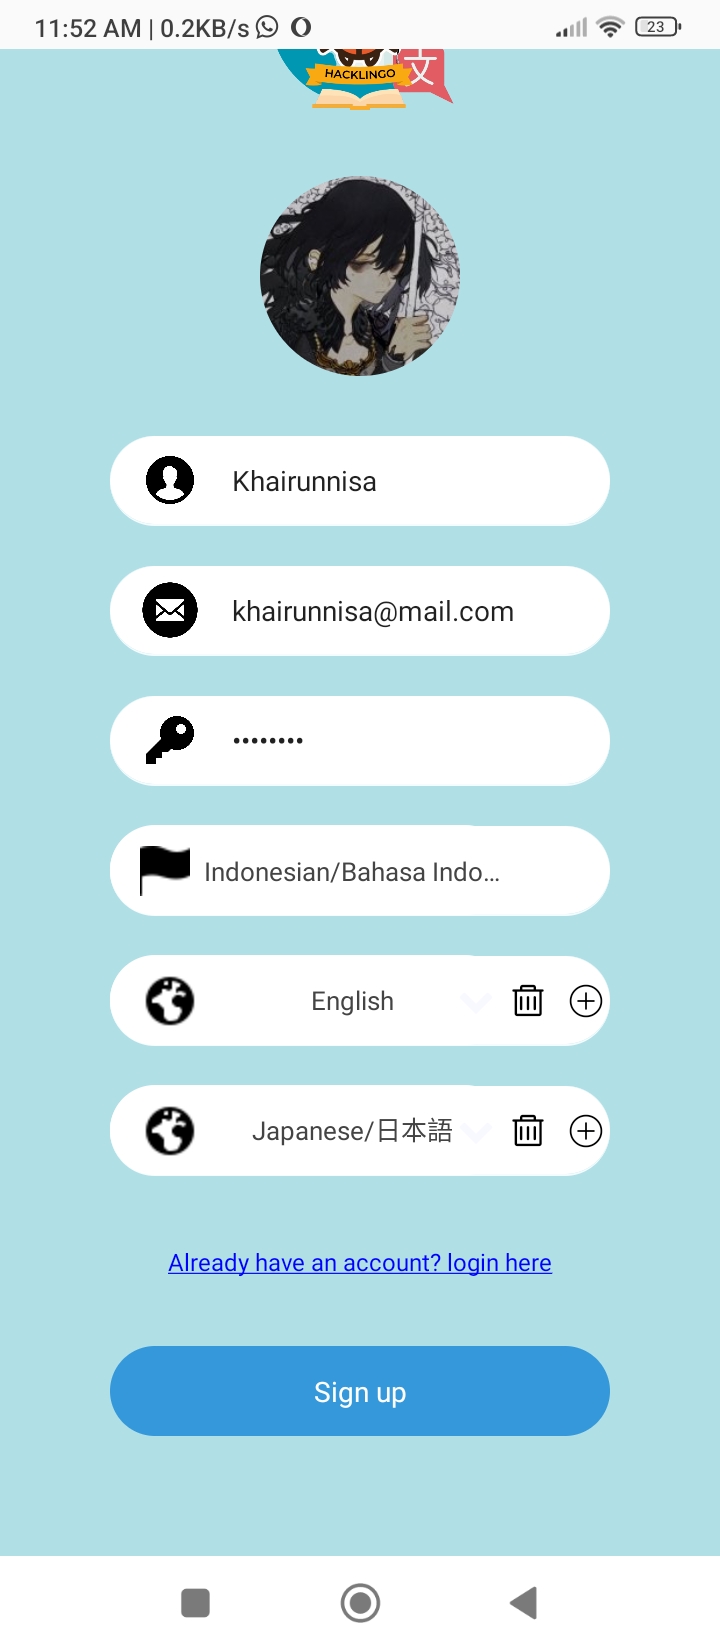 11:52 AM | 0.2KB/s
23
HACKLINGO
文
Khairunnisa
khairunnisa@mail.com
••••••••
Indonesian/Bahasa Indo...
English
Japanese/日本語
Already have an account? login here
Sign up